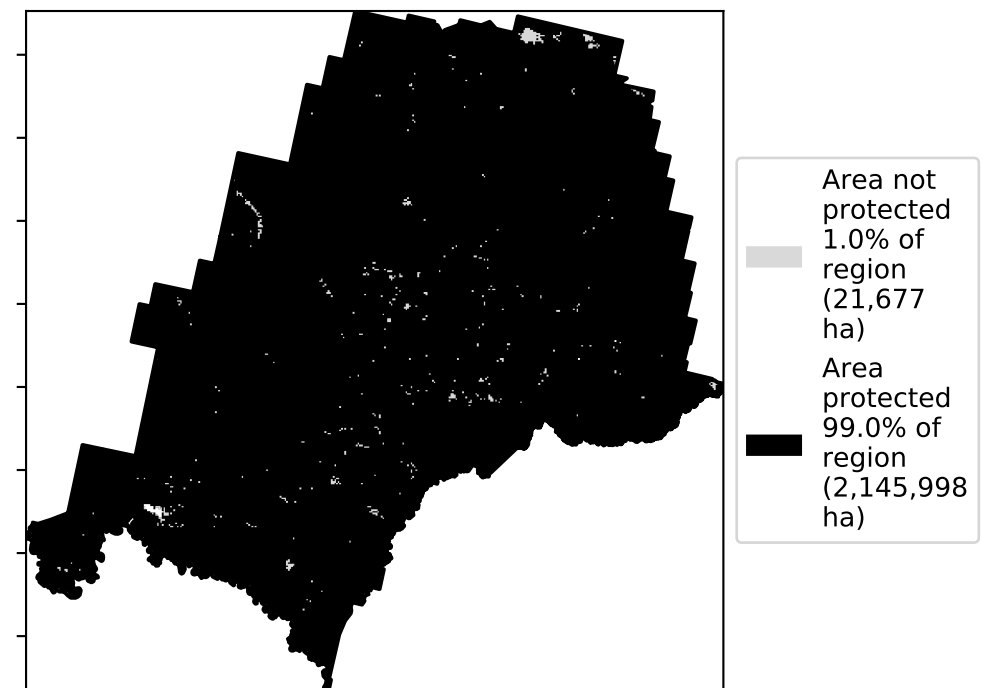 Area not
protected
1.0% of
region
(21,677
ha)
Area
protected
99.0% of
region
(2,145,998
ha)